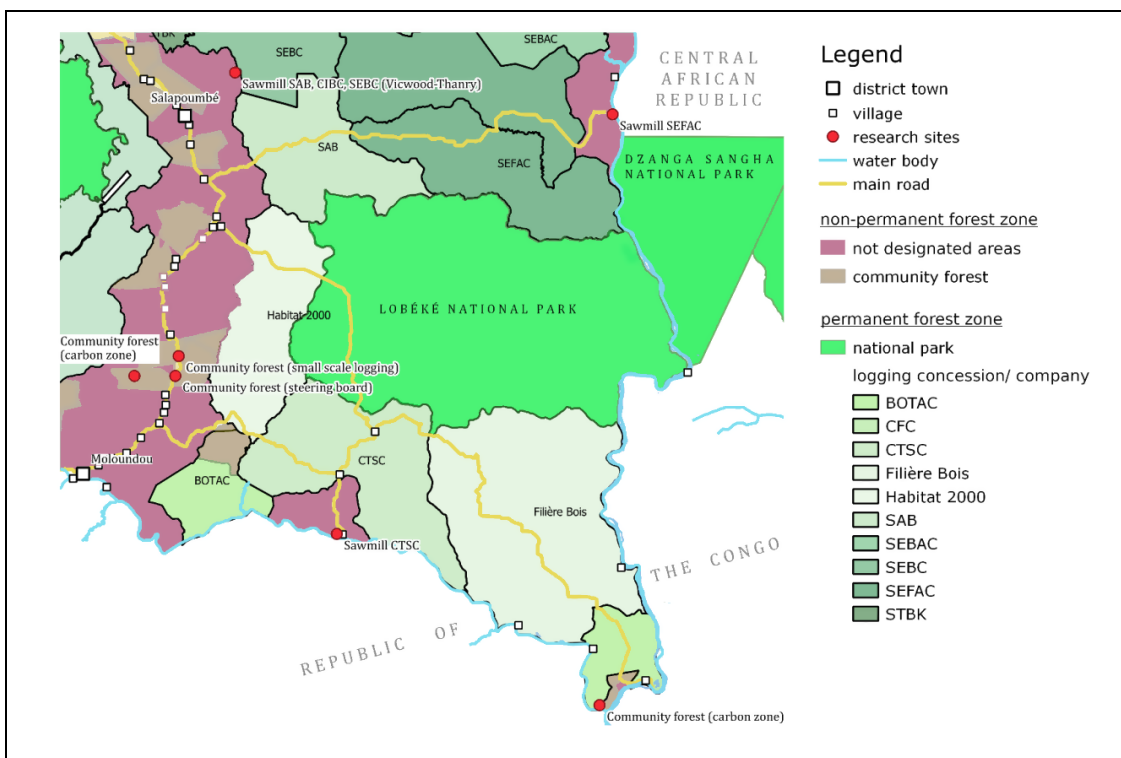 STBK
SEBC
SEBAC
CENTRAL
AFRICAN
REPUBLIC
Sawmill SAB, CIBC, SEBC (Vicwood-Thanry)
Salapoumbé
Sawmill SEFAC
SAB
SEFAC
DZANGA SANGHA
NATIONAL PARK
LOBÉKÉ NATIONAL PARK
Habitat 2000
Community forest
(carbon zone)
Community forest (small scale logging)
Community forest (steering board)
Moloundou
BOTAC
CTSC
Filière Bois
Sawmill CTSC
REPUBLIC OF THE CONGO
Community forest (carbon zone)
Legend
district town
village
research sites
water body
main road
non-permanent forest zone
not designated areas
community forest
permanent forest zone
national park
logging concession/ company
BOTAC
CFC
CTSC
Filière Bois
Habitat 2000
SAB
SEBAC
SEBC
SEFAC
STBK